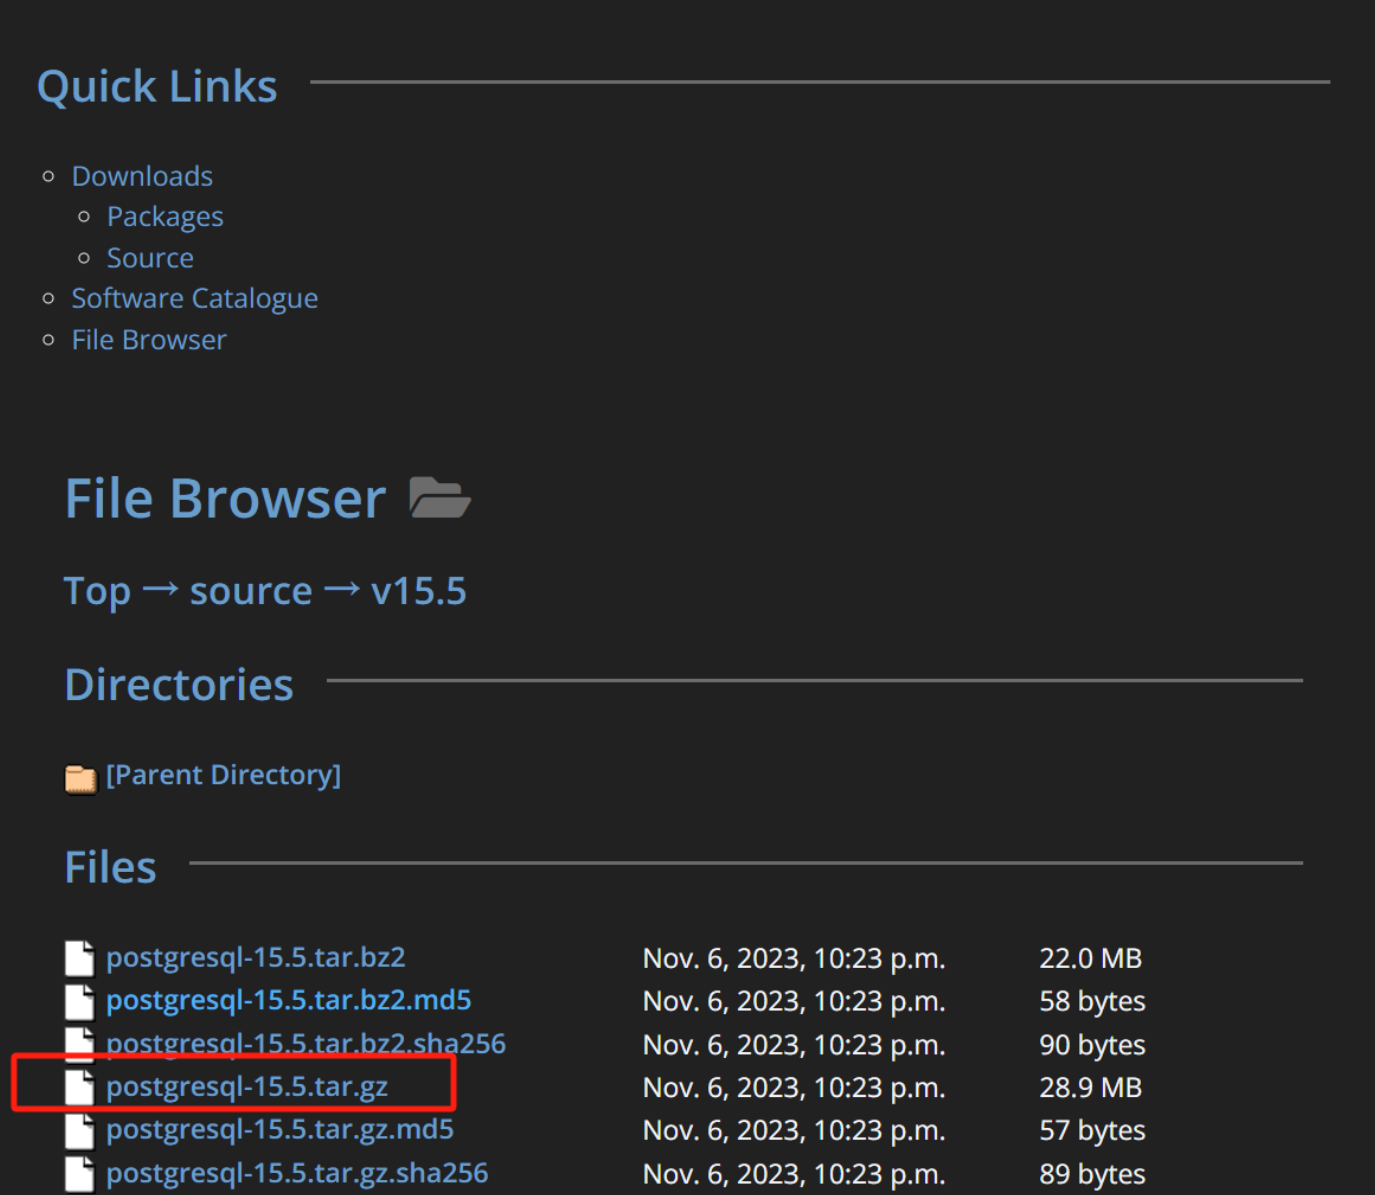 Quick Links
Downloads
Packages
Source
Software Catalogue
File Browser
File Browser
Top → source → v15.5
Directories
[Parent Directory]
Files
postgresql-15.5.tar.bz2 Nov. 6, 2023, 10:23 p.m. 22.0 MB
postgresql-15.5.tar.bz2.md5 Nov. 6, 2023, 10:23 p.m. 58 bytes
postgresql-15.5.tar.bz2.sha256 Nov. 6, 2023, 10:23 p.m. 90 bytes
postgresql-15.5.tar.gz Nov. 6, 2023, 10:23 p.m. 28.9 MB
postgresql-15.5.tar.gz.md5 Nov. 6, 2023, 10:23 p.m. 57 bytes
postgresql-15.5.tar.gz.sha256 Nov. 6, 2023, 10:23 p.m. 89 bytes